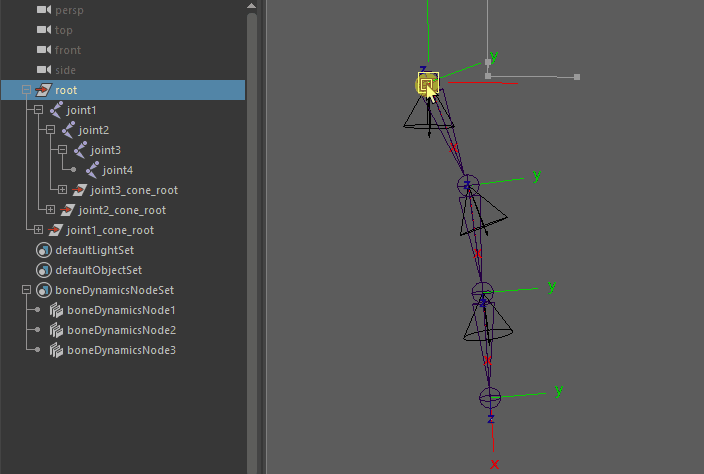 persp
top
front
side
root
joint1
joint2
joint3
joint4
joint3_cone_root
joint2_cone_root
joint1_cone_root
defaultLightSet
defaultObjectSet
boneDynamicsNodeSet
boneDynamicsNode1
boneDynamicsNode2
boneDynamicsNode3
y
z
x
y
z
x
y
z
x
y
z
x